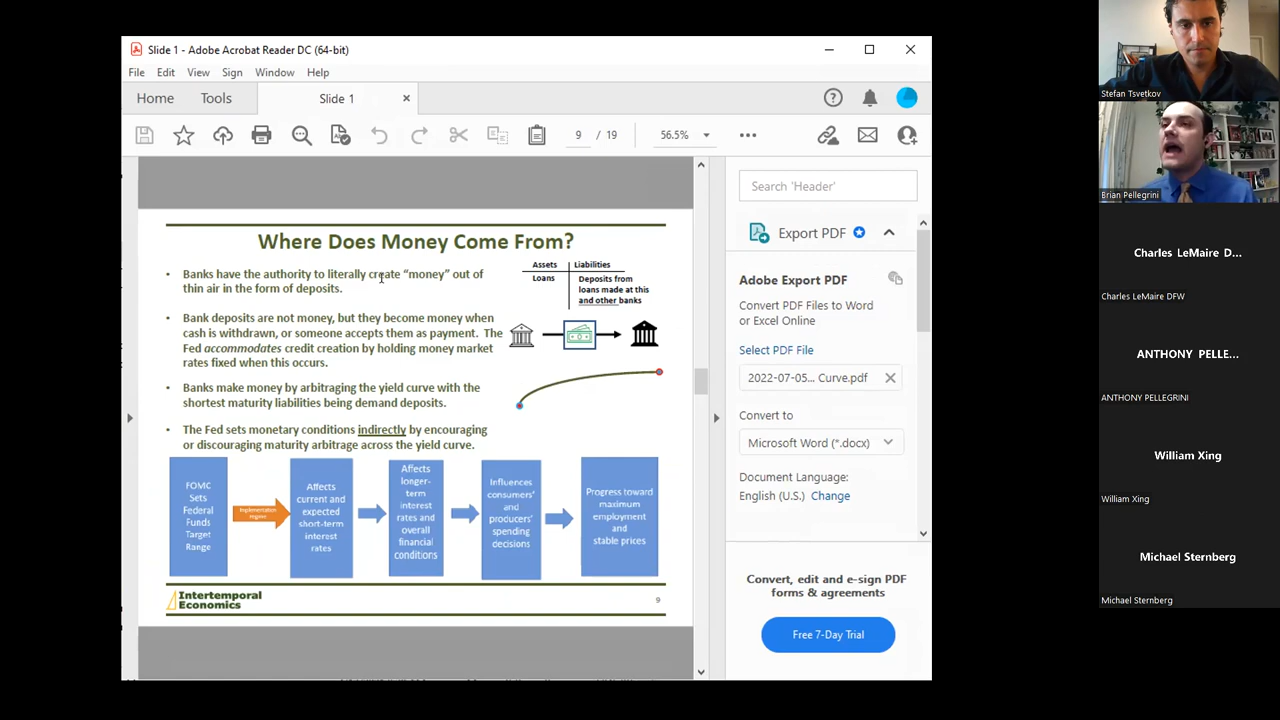 Slide 1 - Adobe Acrobat Reader DC (64-bit)
File Edit View Sign Window Help
Home Tools Slide 1
9 / 19 56.5%
Where Does Money Come From?
• Banks have the authority to literally create “money” out of
thin air in the form of deposits.
• Bank deposits are not money, but they become money when
cash is withdrawn, or someone accepts them as payment. The
Fed accommodates credit creation by holding money market
rates fixed when this occurs.
• Banks make money by arbitraging the yield curve with the
shortest maturity liabilities being demand deposits.
• The Fed sets monetary conditions indirectly by encouraging
or discouraging maturity arbitrage across the yield curve.
Assets Liabilities
Loans
Deposits from
loans made at this
and other banks
FOMC
Sets
Federal
Funds
Target
Range
Implementation
regime
Affects
current and
expected
short-term
interest
rates
Affects
longer-
term
interest
rates and
overall
financial
conditions
Influences
consumers'
and
producers'
spending
decisions
Progress toward
maximum
employment
and
stable prices
Intertemporal
Economics
9
Search 'Header'
Export PDF
Adobe Export PDF
Convert PDF Files to Word
or Excel Online
Select PDF File
2022-07-05... Curve.pdf
Convert to
Microsoft Word (*.docx)
Document Language:
English (U.S.) Change
Convert, edit and e-sign PDF
forms & agreements
Free 7-Day Trial
Stefan Tsvetkov
Brian Pellegrini
Charles LeMaire D...
Charles LeMaire DFW
ANTHONY PELLE...
ANTHONY PELLEGRINI
William Xing
William Xing
Michael Sternberg
Michael Sternberg